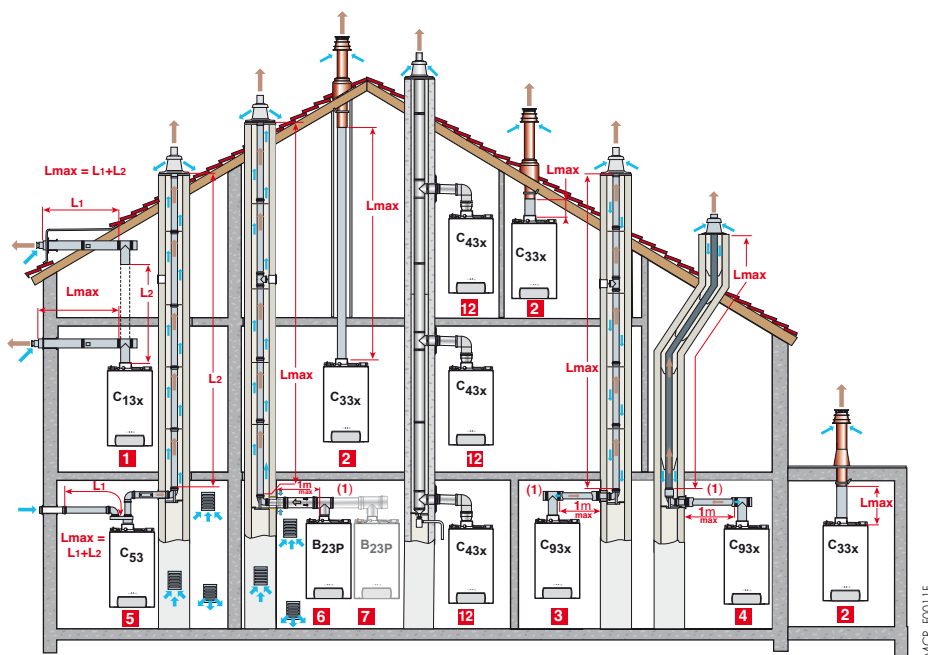 Lmax = L1+L2
L1
L2
Lmax
C13x
1
L2
L1
Lmax =
L1+L2
C53
5
Lmax
1m
max
(1)
B23P
6
B23P
7
Lmax
C33x
2
C43x
12
C43x
12
C43x
12
Lmax
C33x
2
Lmax
(1)
1m
max
C93x
3
Lmax
(1)
1m
max
C93x
4
Lmax
C33x
2